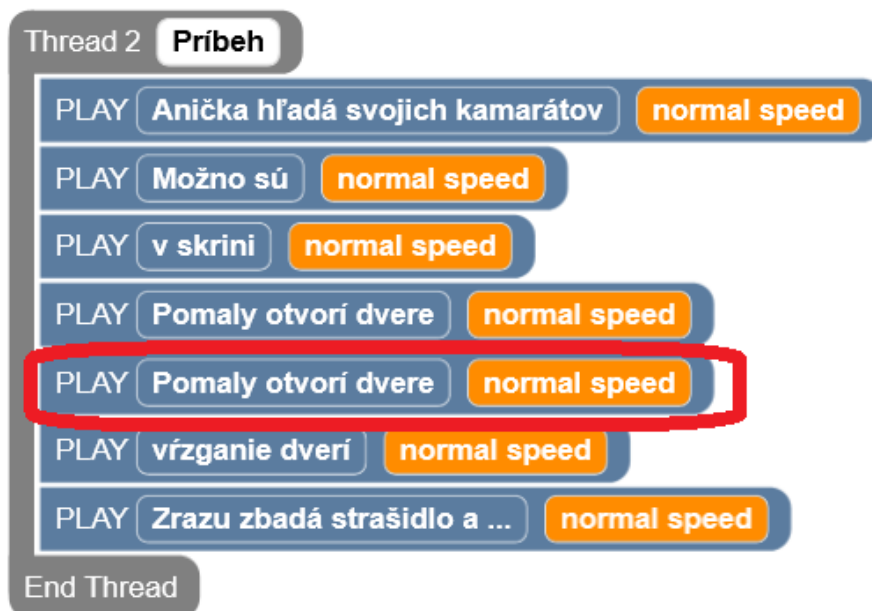 Thread 2 Príbeh
PLAY Anička hľadá svojich kamarátov normal speed
PLAY Možno sú normal speed
PLAY v skrini normal speed
PLAY Pomaly otvorí dvere normal speed
PLAY Pomaly otvorí dvere normal speed
PLAY vŕzganie dverí normal speed
PLAY Zrazu zbadá strašidlo a ... normal speed
End Thread